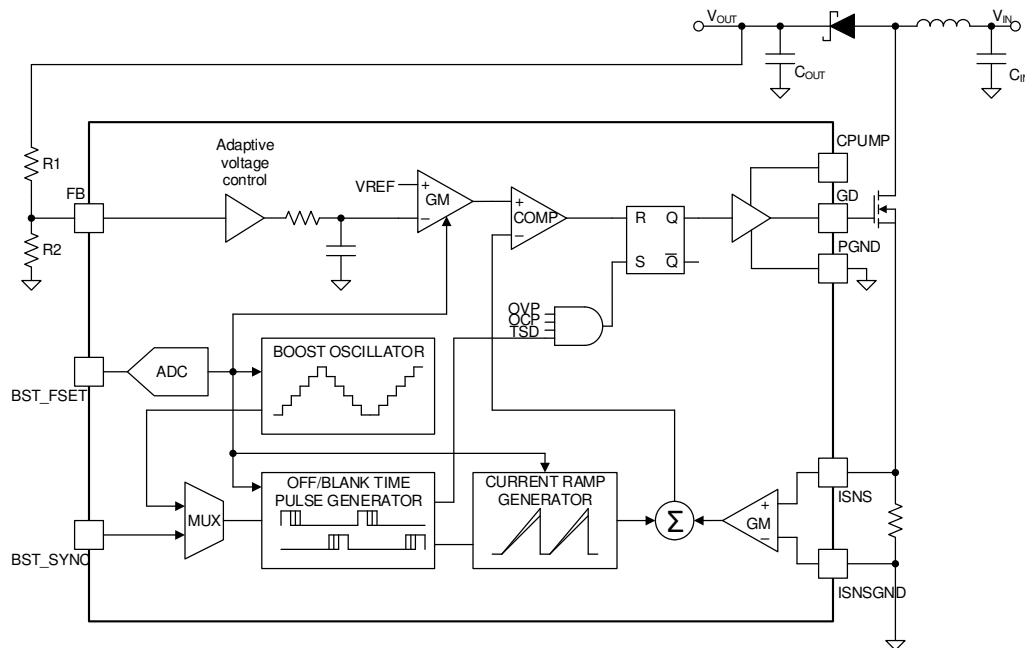 VOUT
VIN
COUT
CIN
R1
FB
R2
Adaptive
voltage
control
VREF
+
GM
−
+
COMP
−
R Q
S Q
CPUMP
GD
PGND
OVP
OCP
TSD
BST_FSET
ADC
BOOST OSCILLATOR
MUX
BST_SYNC
OFF/BLANK TIME
PULSE GENERATOR
CURRENT RAMP
GENERATOR
Σ
+
GM
−
ISNS
ISNSGND